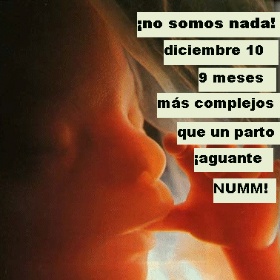 ¡no somos nada!
diciembre 10
9 meses
más complejos
que un parto
¡aguante
NUMM!